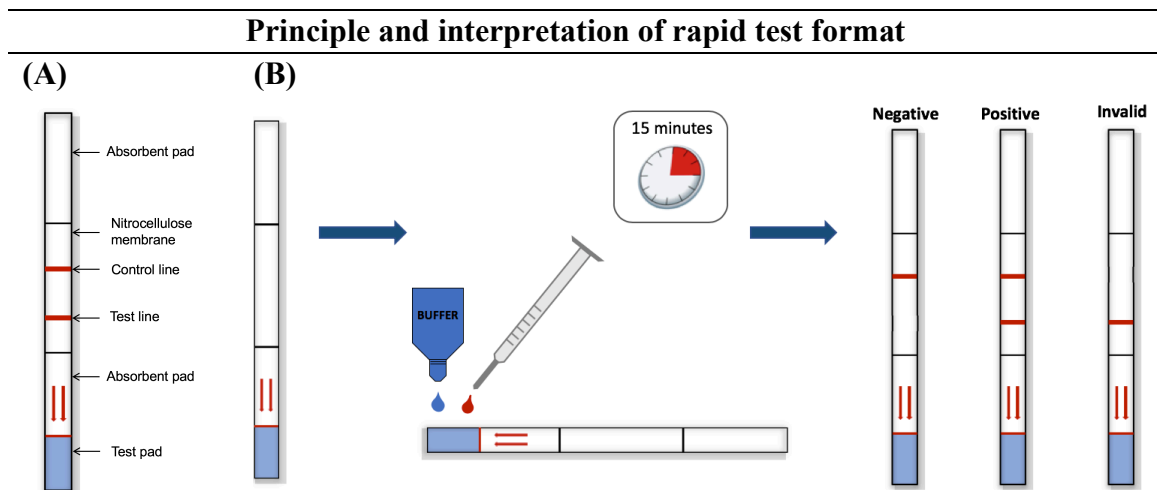 Principle and interpretation of rapid test format
(A)
(B)
Absorbent pad
Nitrocellulose
membrane
Control line
Test line
Absorbent pad
Test pad
BUFFER
15 minutes
Negative
Positive
Invalid